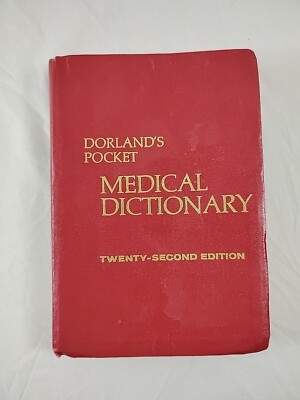 DORLAND'S
POCKET
MEDICAL
DICTIONARY
TWENTY-SECOND EDITION